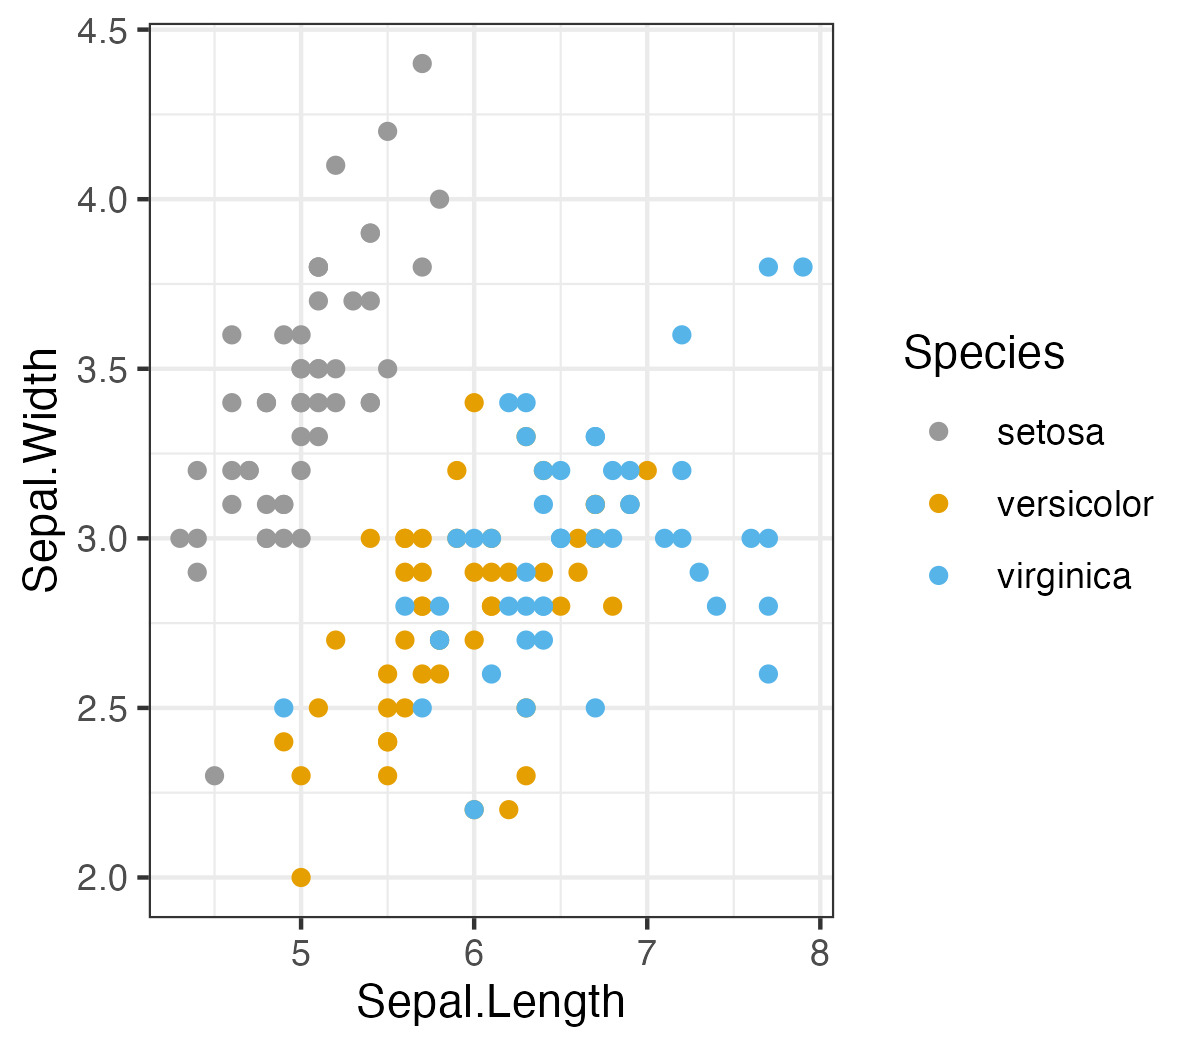 4.5
4.0
3.5
3.0
2.5
2.0
Sepal.Width
5 6 7 8
Sepal.Length
Species
setosa
versicolor
virginica